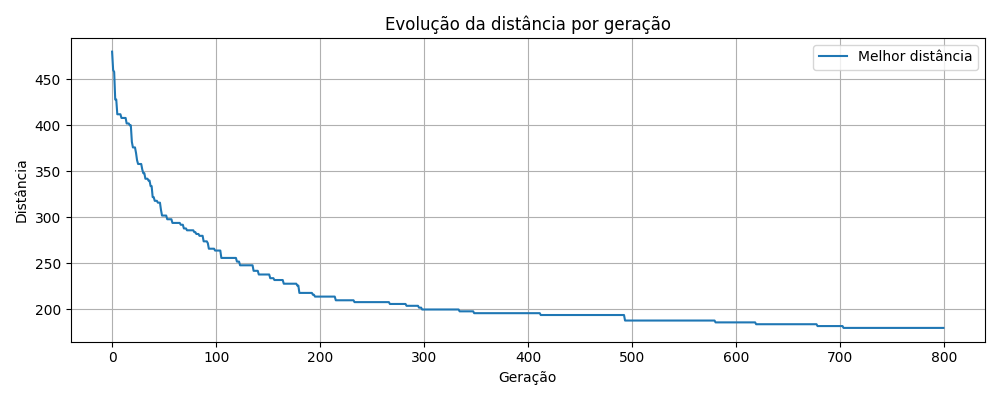 Evolução da distância por geração
Melhor distância
Distância
450
400
350
300
250
200
0 100 200 300 400 500 600 700 800
Geração